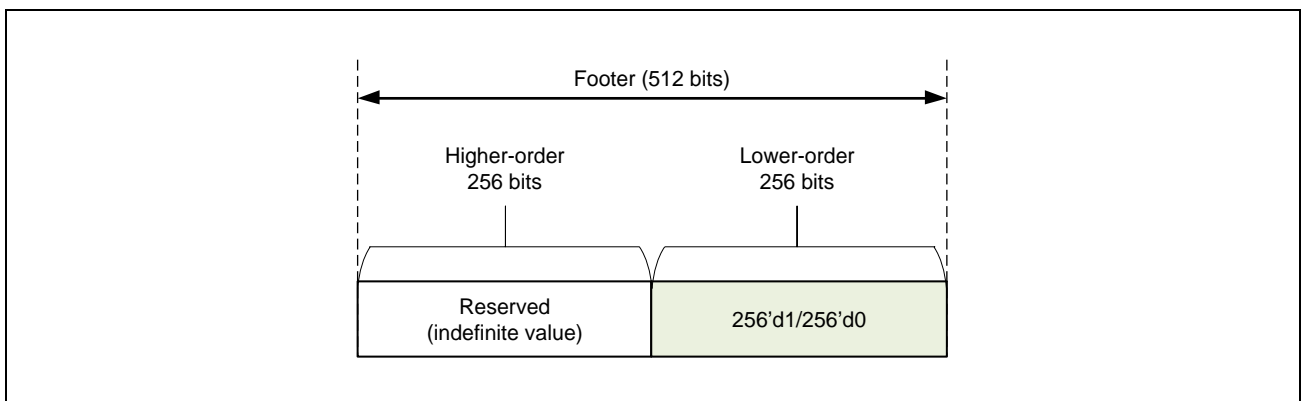 Footer (512 bits)
Higher-order
256 bits
Lower-order
256 bits
Reserved
(indefinite value)
256’d1/256’d0